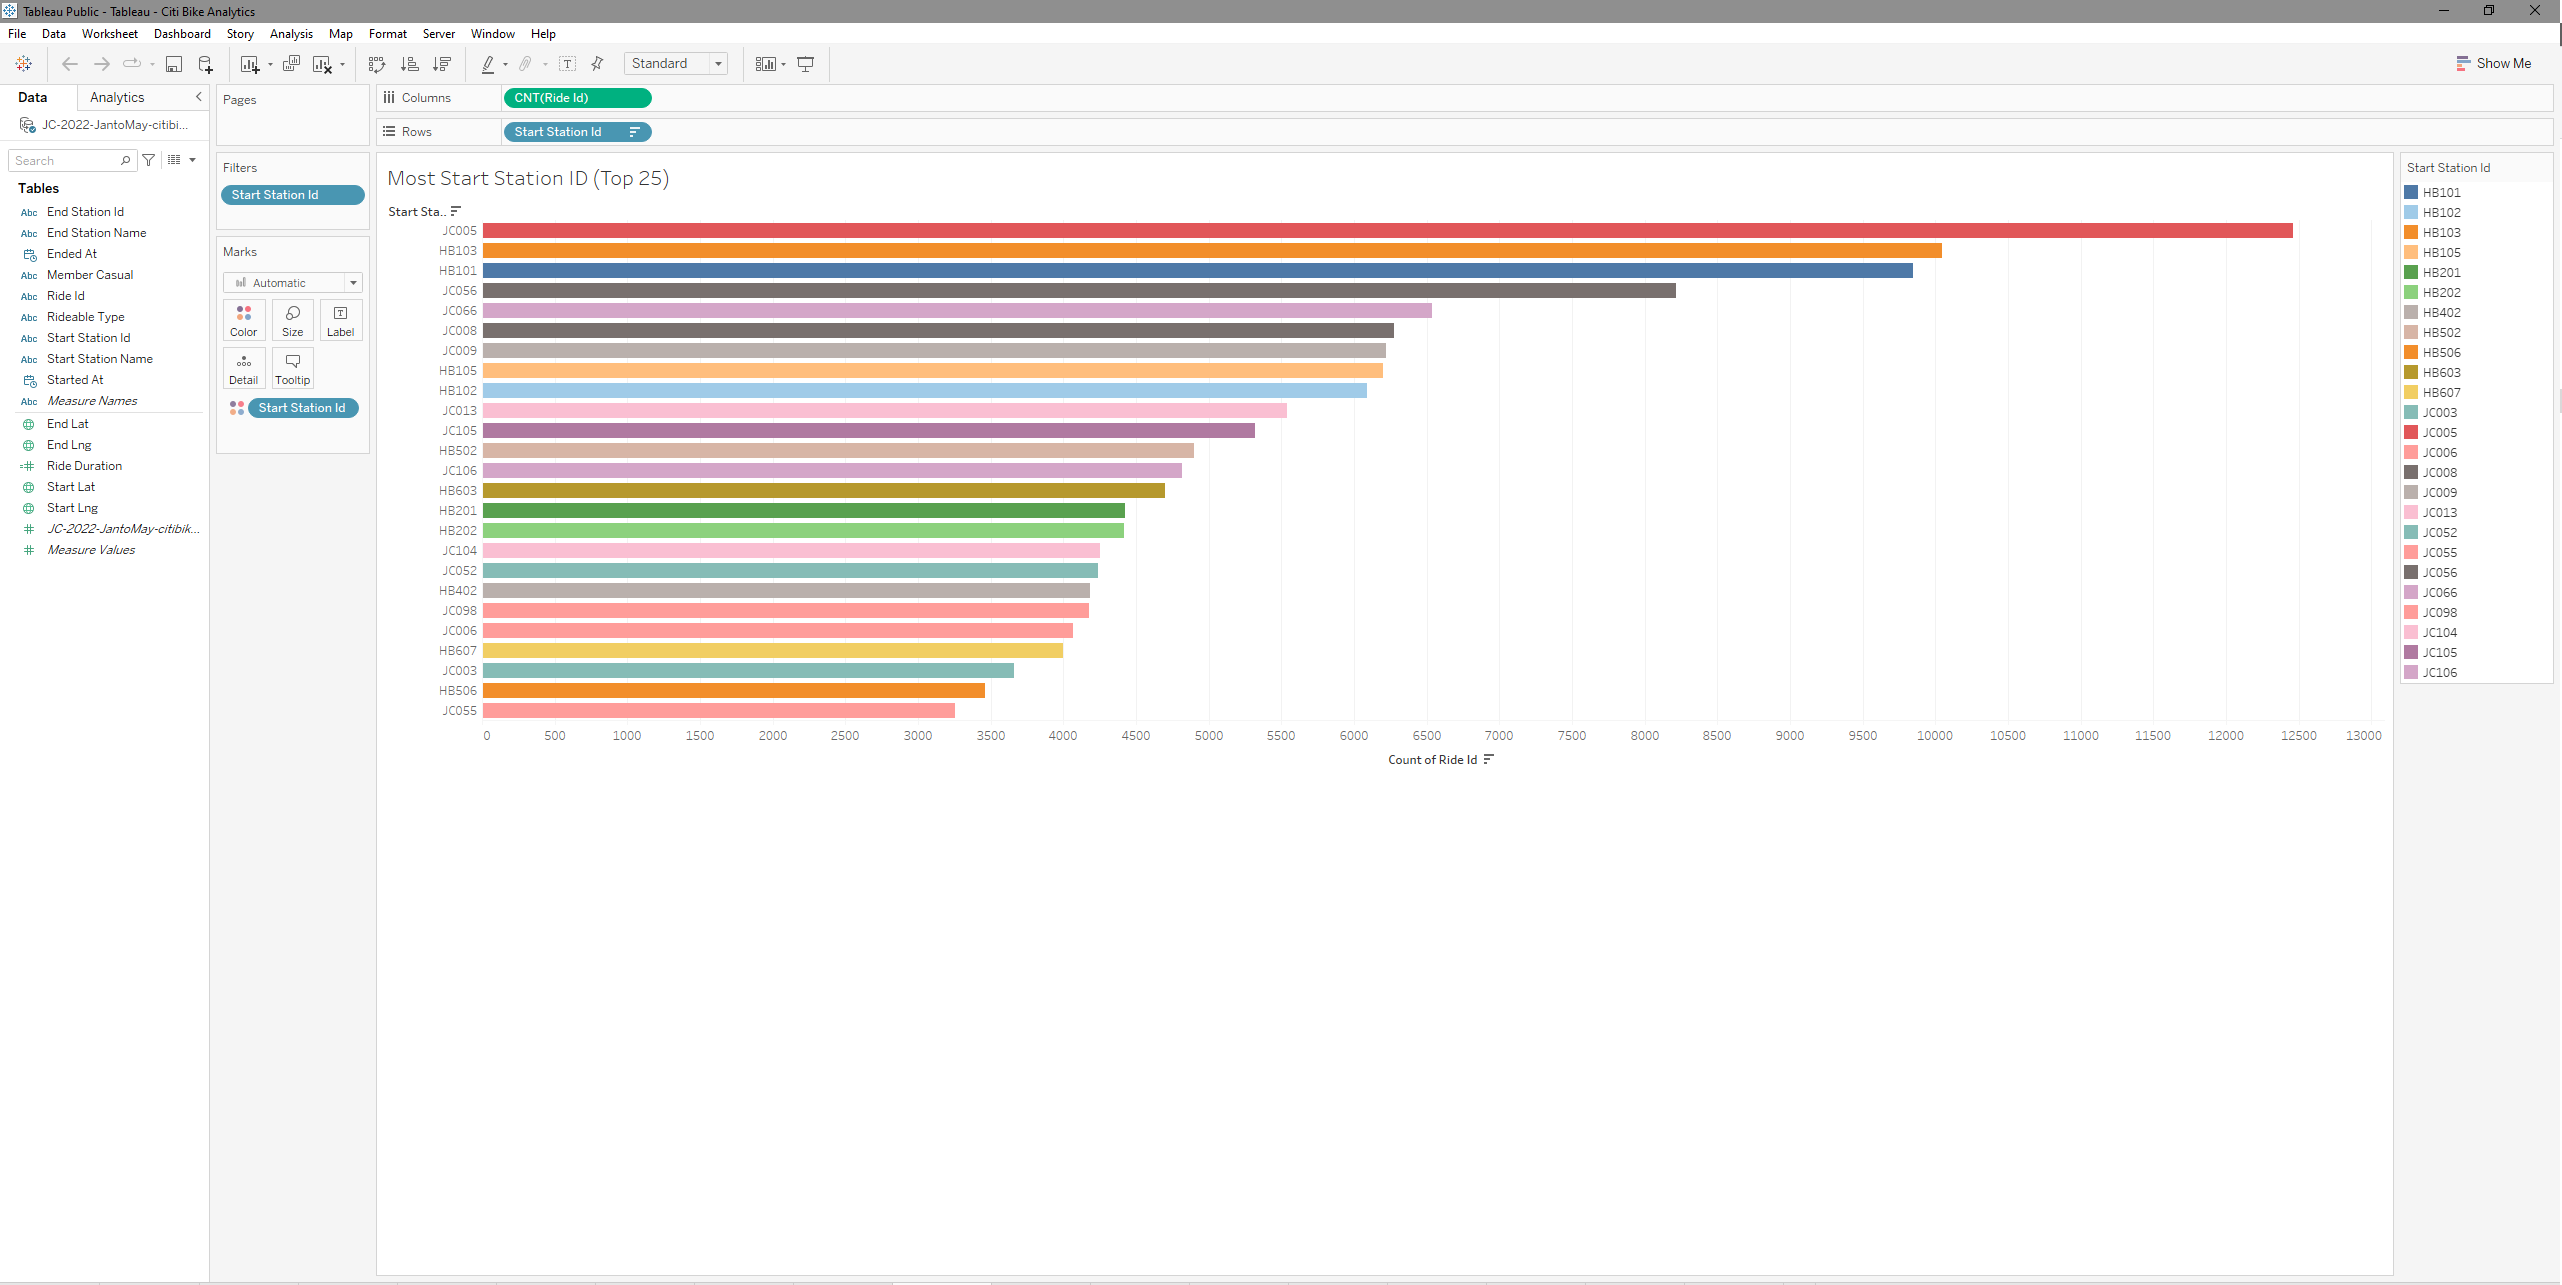 Tableau Public - Tableau - Citi Bike Analytics
File Data Worksheet Dashboard Story Analysis Map Format Server Window Help
Standard
Show Me
Data Analytics
JC-2022-JantoMay-citibi...
Search
Tables
Abc End Station Id
Abc End Station Name
Ended At
Abc Member Casual
Abc Ride Id
Abc Rideable Type
Abc Start Station Id
Abc Start Station Name
Started At
Abc Measure Names
End Lat
End Lng
=# Ride Duration
Start Lat
Start Lng
# JC-2022-JantoMay-citibik...
# Measure Values
Pages
Filters
Start Station Id
Marks
Automatic
Color Size Label
Detail Tooltip
Start Station Id
Columns CNT(Ride Id)
Rows Start Station Id
Most Start Station ID (Top 25)
Start Sta..
JC005
HB103
HB101
JC056
JC066
JC008
JC009
HB105
HB102
JC013
JC105
HB502
JC106
HB603
HB201
HB202
JC104
JC052
HB402
JC098
JC006
HB607
JC003
HB506
JC055
0 500 1000 1500 2000 2500 3000 3500 4000 4500 5000 5500 6000 6500 7000 7500 8000 8500 9000 9500 10000 10500 11000 11500 12000 12500 13000
Count of Ride Id
Start Station Id
HB101
HB102
HB103
HB105
HB201
HB202
HB402
HB502
HB506
HB603
HB607
JC003
JC005
JC006
JC008
JC009
JC013
JC052
JC055
JC056
JC066
JC098
JC104
JC105
JC106